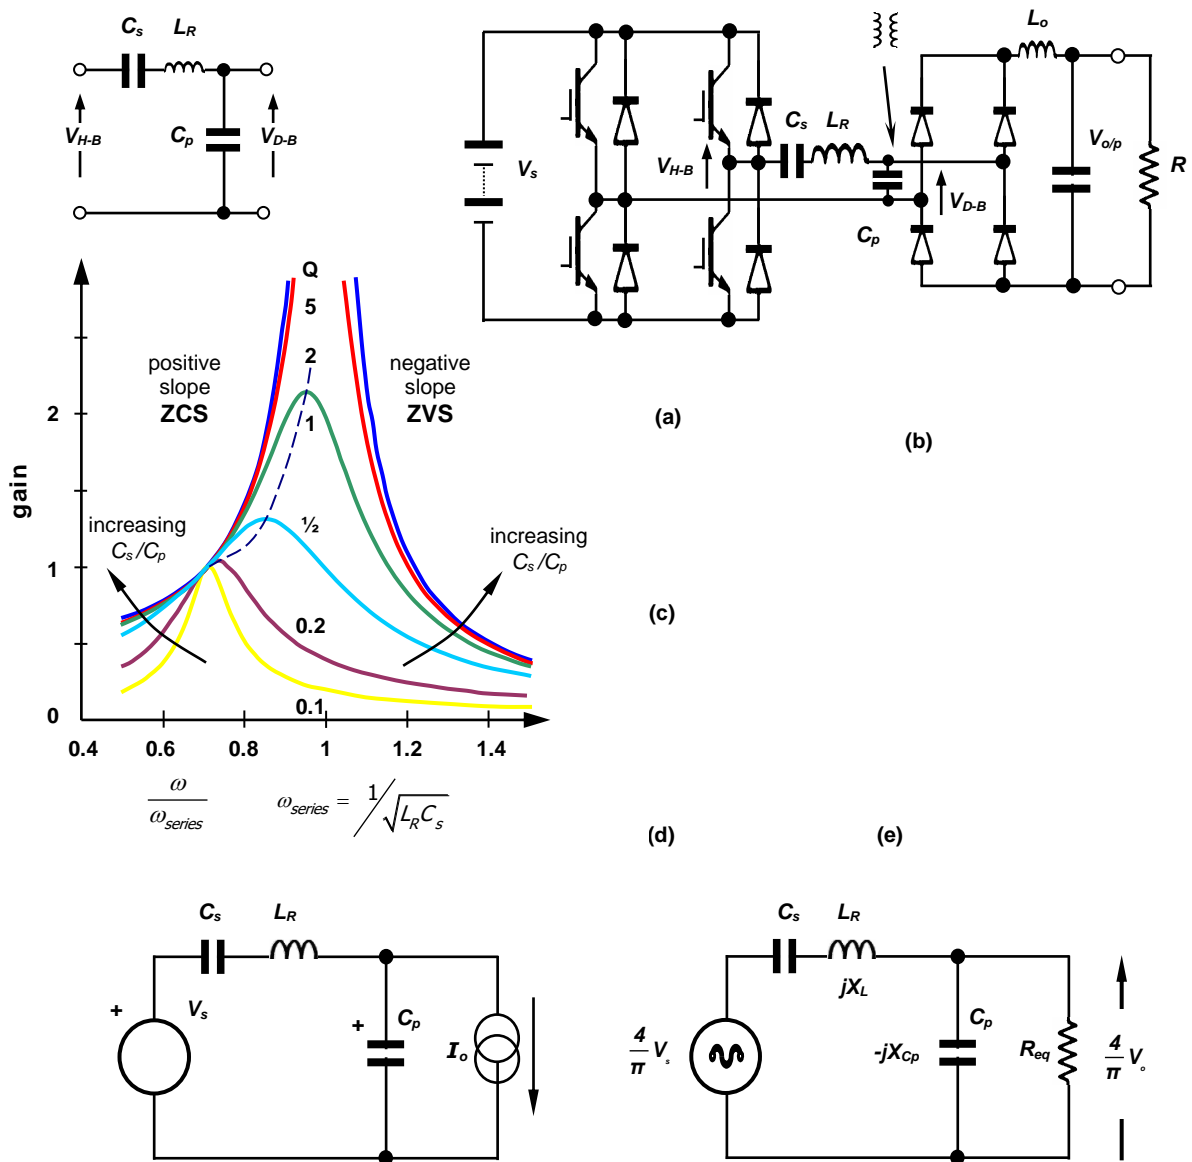 Cs LR
VH-B Cp VD-B
Vs
VH-B
Cs LR
Cp
VD-B
Lo
Vo/p
R
Q
5
2
1
½
0.2
0.1
positive
slope
ZCS
negative
slope
ZVS
gain
increasing
Cs/Cp
increasing
Cs/Cp
2
1
0
0.4 0.6 0.8 1 1.2 1.4
ω/ωseries ωseries = 1/√LRCs
(a)
(b)
(c)
(d)
(e)
Cs LR
+ Vs
+ Cp
Io
Cs LR
jXL
4/π Vs
Cp
-jXCp
Req
4/π Vo